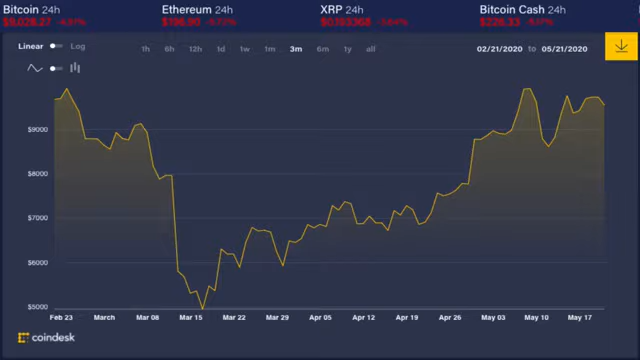 Bitcoin 24h Ethereum 24h XRP 24h Bitcoin Cash 24h
$9,028.27 -4.91% $198.90
Linear Log 1h 6h 12h 1d 1w 1m 3m 6m 1y all 02/21/2020 to 05/21/2020
$9000
$8000
$7000
$6000
$5000
Feb 23 March Mar 08 Mar 15 Mar 22 Mar 29 Apr 05 Apr 12 Apr 19 Apr 26 May 03 May 10 May 17
coindesk